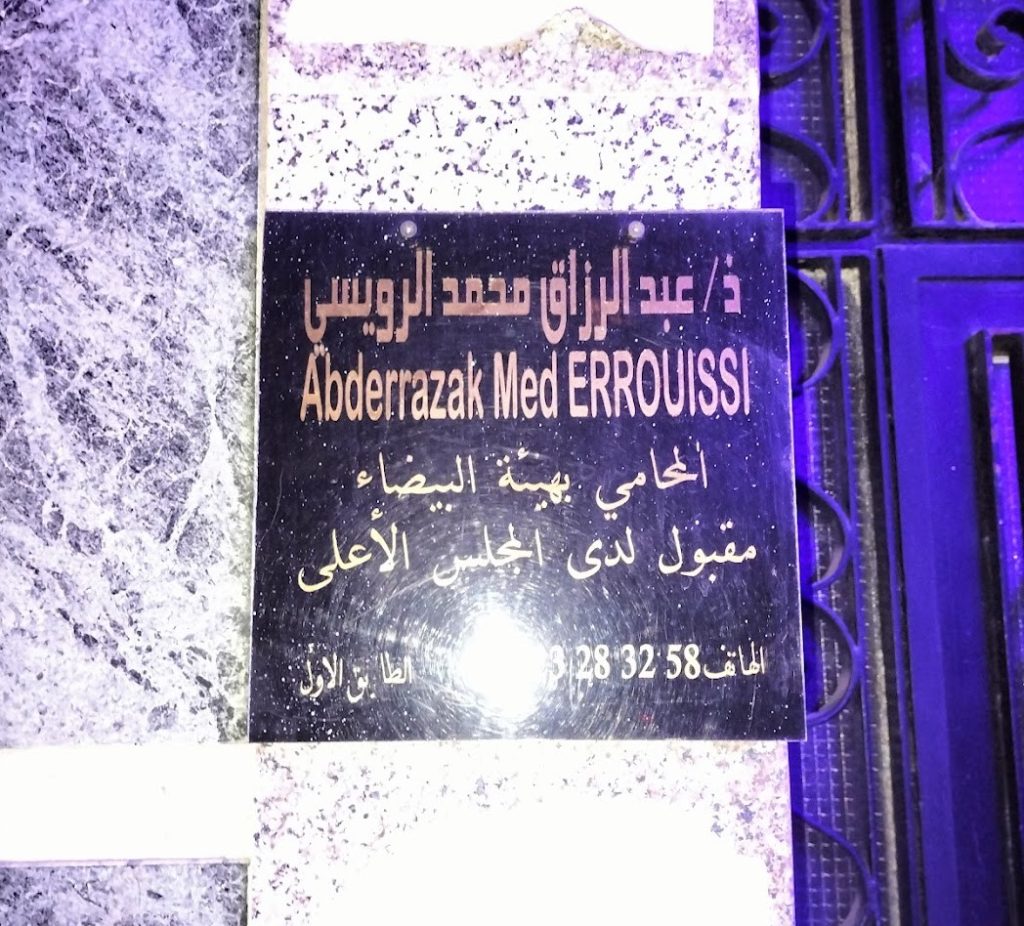 ذ/ عبد الرزاق محمد الرويسي
Abderrazak Med ERROUISSI
المحامي بهيئة البيضاء
مقبول لدى المجلس الأعلى
الهاتف 58 32 28 الطابق الاول